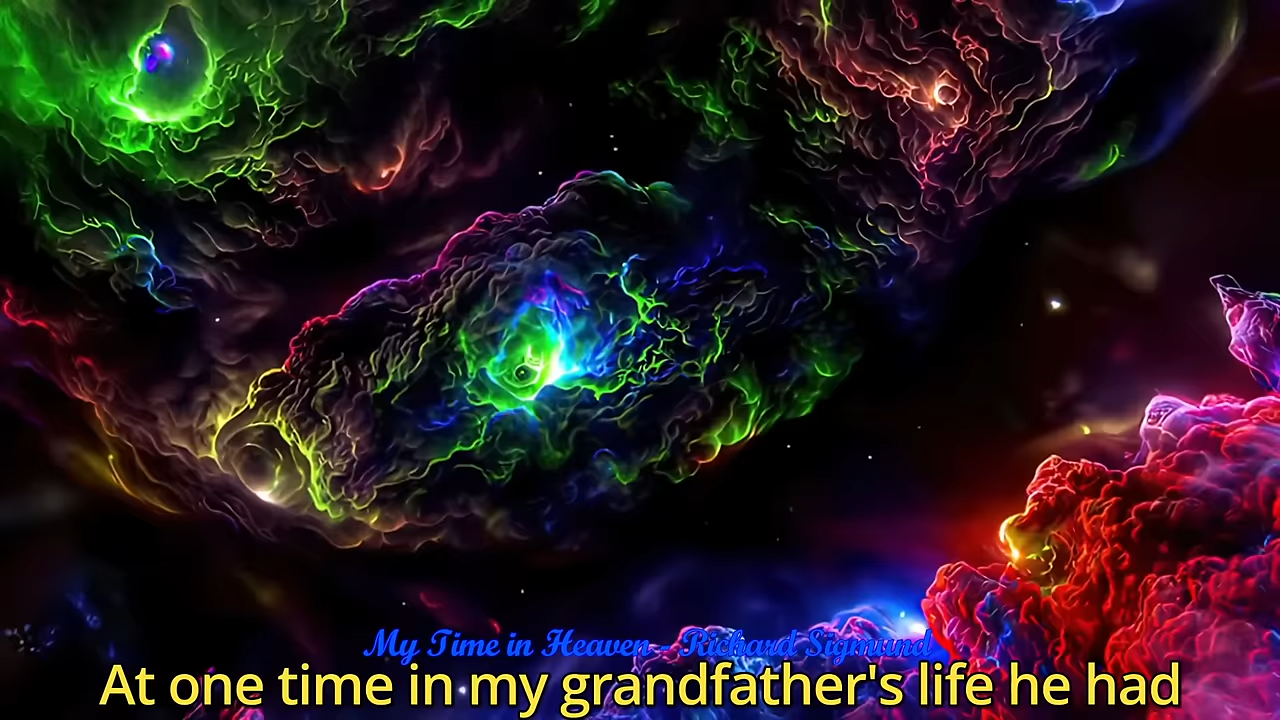 My Time in Heaven - Richard Sigmund
At one time in my grandfather's life he had